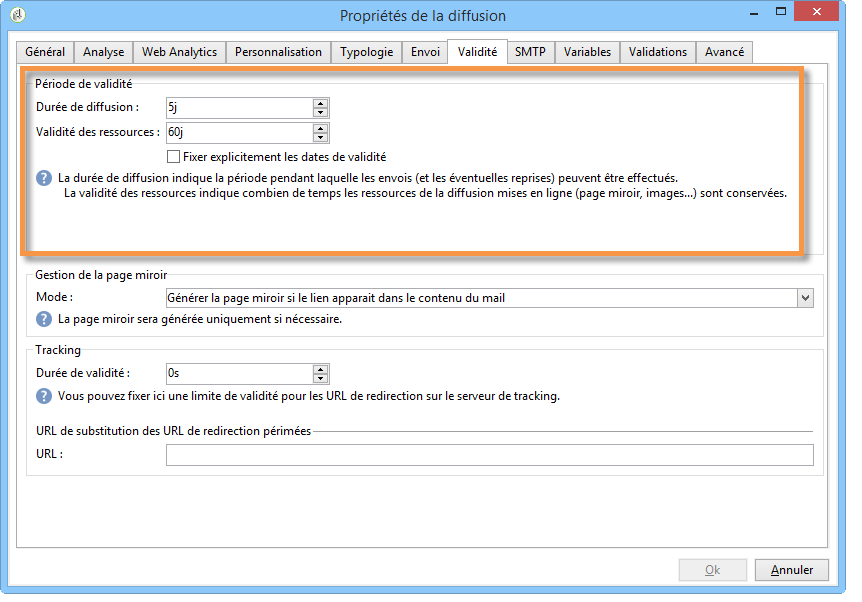 Propriétés de la diffusion
Général Analyse Web Analytics Personnalisation Typologie Envoi Validité SMTP Variables Validations Avancé
Période de validité
Durée de diffusion : 5j
Validité des ressources : 60j
Fixer explicitement les dates de validité
La durée de diffusion indique la période pendant laquelle les envois (et les éventuelles reprises) peuvent être effectués.
La validité des ressources indique combien de temps les ressources de la diffusion mises en ligne (page miroir, images...) sont conservées.
Gestion de la page miroir
Mode : Générer la page miroir si le lien apparait dans le contenu du mail
La page miroir sera générée uniquement si nécessaire.
Tracking
Durée de validité : 0s
Vous pouvez fixer ici une limite de validité pour les URL de redirection sur le serveur de tracking.
URL de substitution des URL de redirection périmées
URL :
Ok Annuler